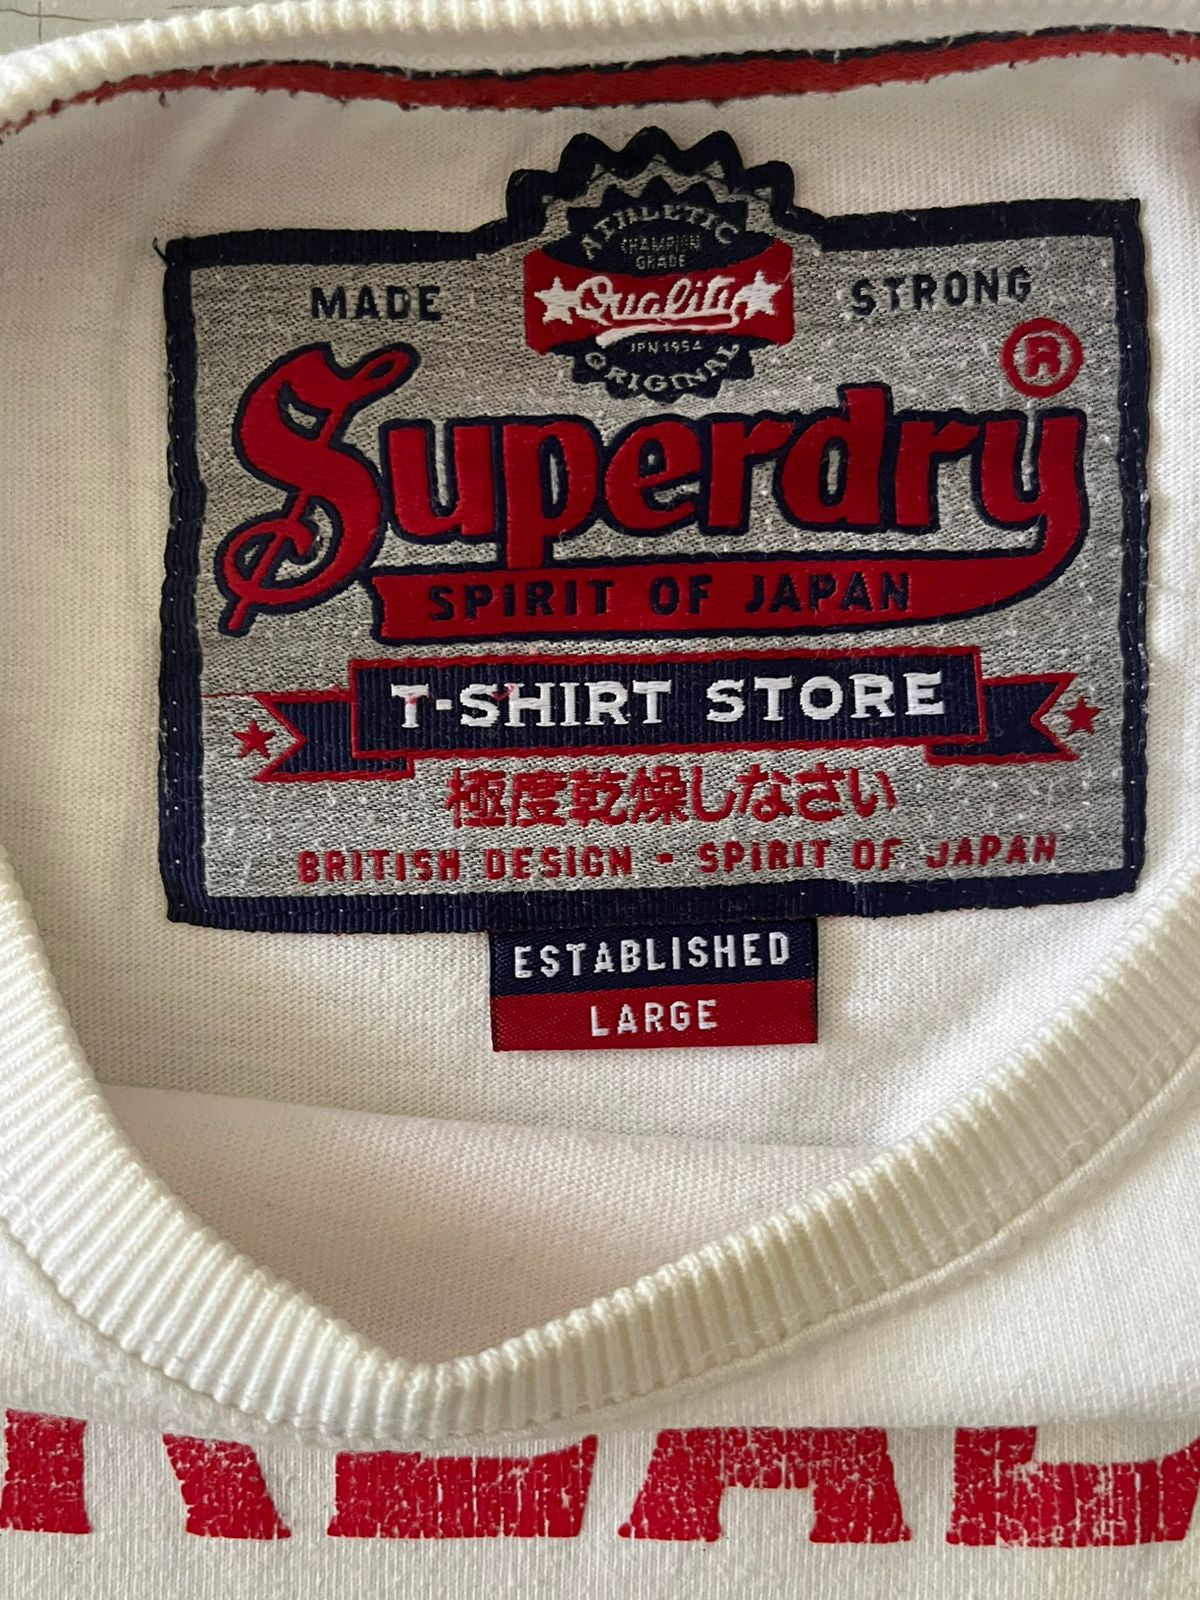 ATHLETIC
CHAMPION
GRADE
MADE Quality STRONG
JPN 1954
ORIGINAL
Superdry®
SPIRIT OF JAPAN
T-SHIRT STORE
極度乾燥しなさい
BRITISH DESIGN - SPIRIT OF JAPAN
ESTABLISHED
LARGE